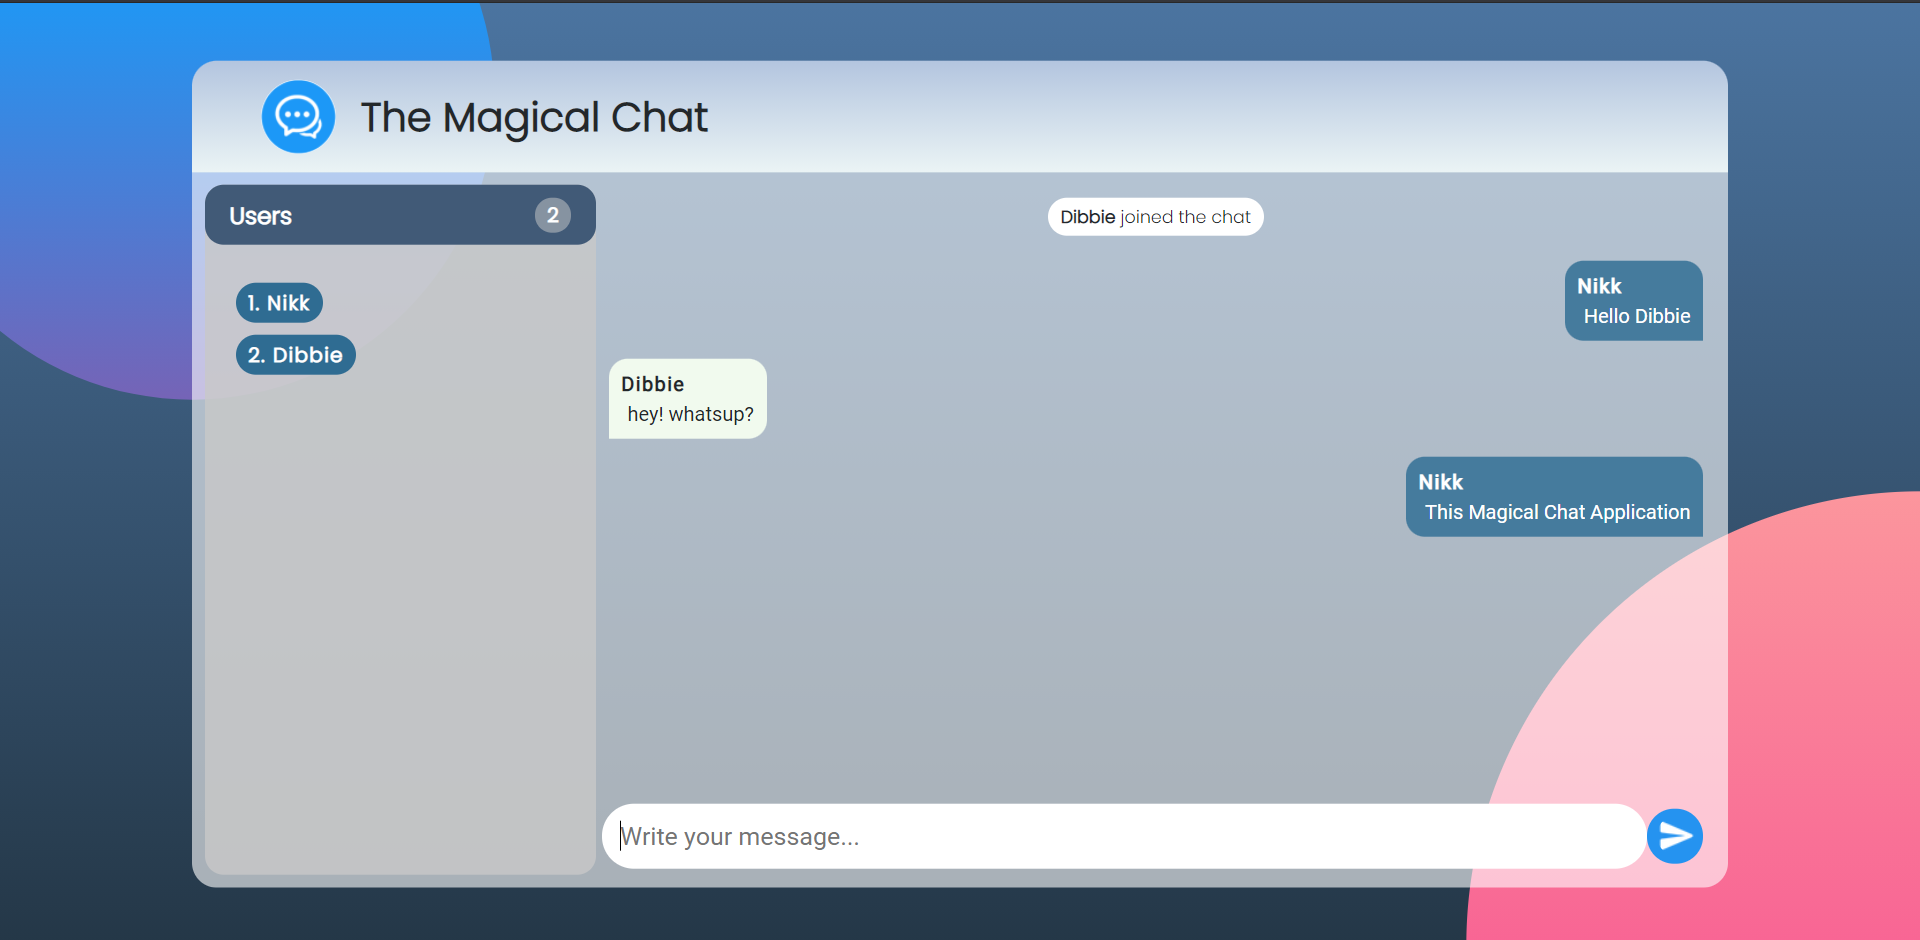 The Magical Chat
Users
2
1. Nikk
2. Dibbie
Dibbie joined the chat
Nikk
Hello Dibbie
Dibbie
hey! whatsup?
Nikk
This Magical Chat Application
Write your message...